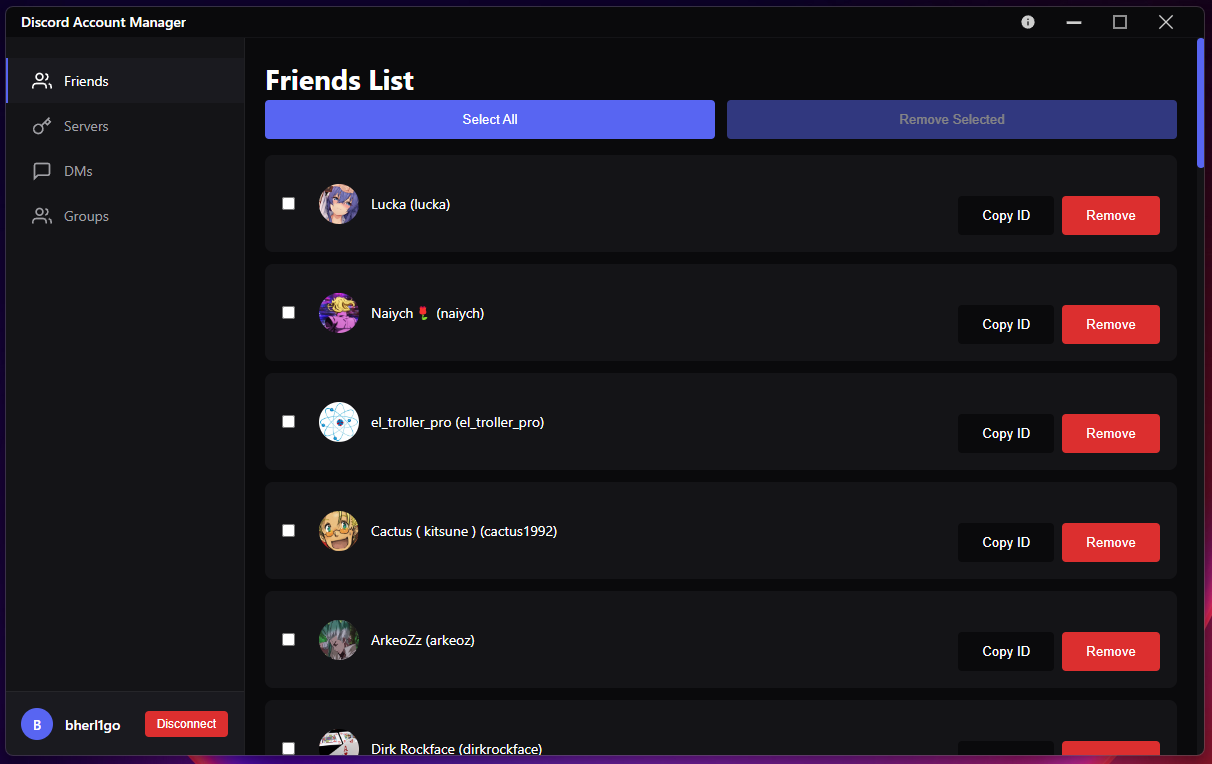 Discord Account Manager
Friends
Servers
DMs
Groups
bherl1go
Disconnect
Friends List
Select All
Remove Selected
Lucka (lucka)
Copy ID
Remove
Naiych 🌷 (naiych)
Copy ID
Remove
el_troller_pro (el_troller_pro)
Copy ID
Remove
Cactus ( kitsune ) (cactus1992)
Copy ID
Remove
ArkeoZz (arkeoz)
Copy ID
Remove
Dirk Rockface (dirkrockface)
B